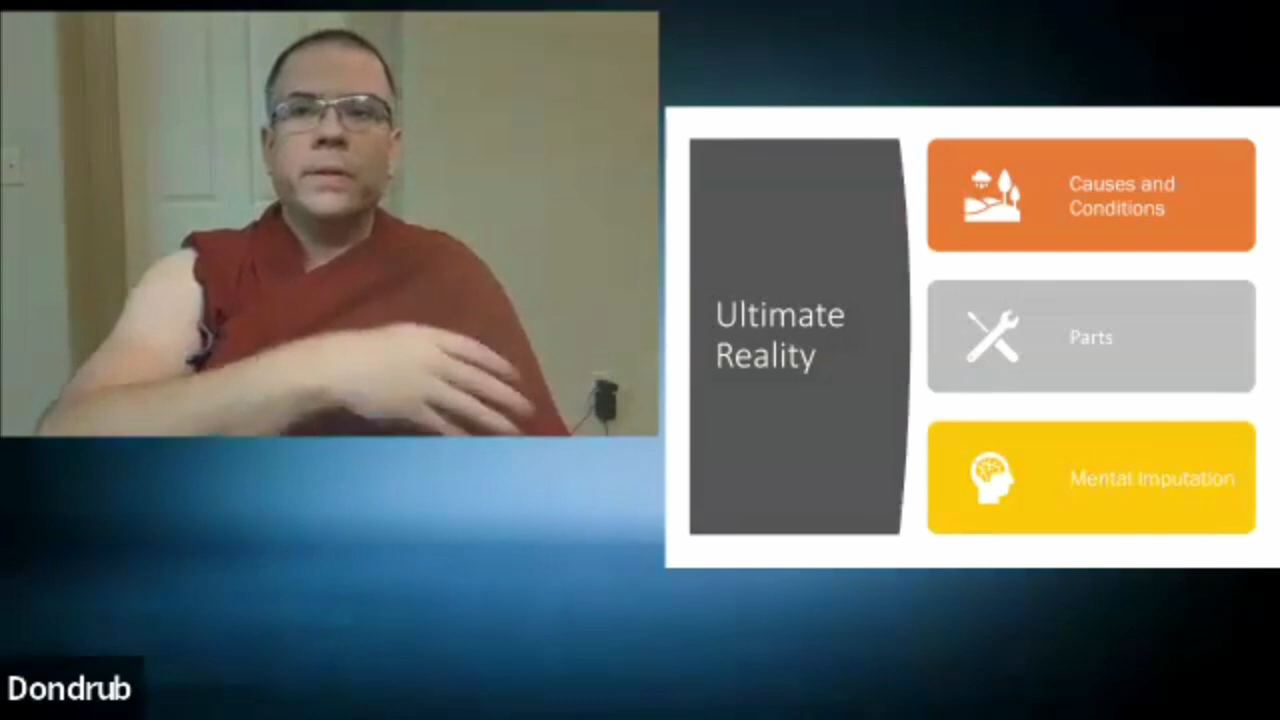 Ultimate
Reality
Causes and
Conditions
Parts
Mental Imputation
Dondrub